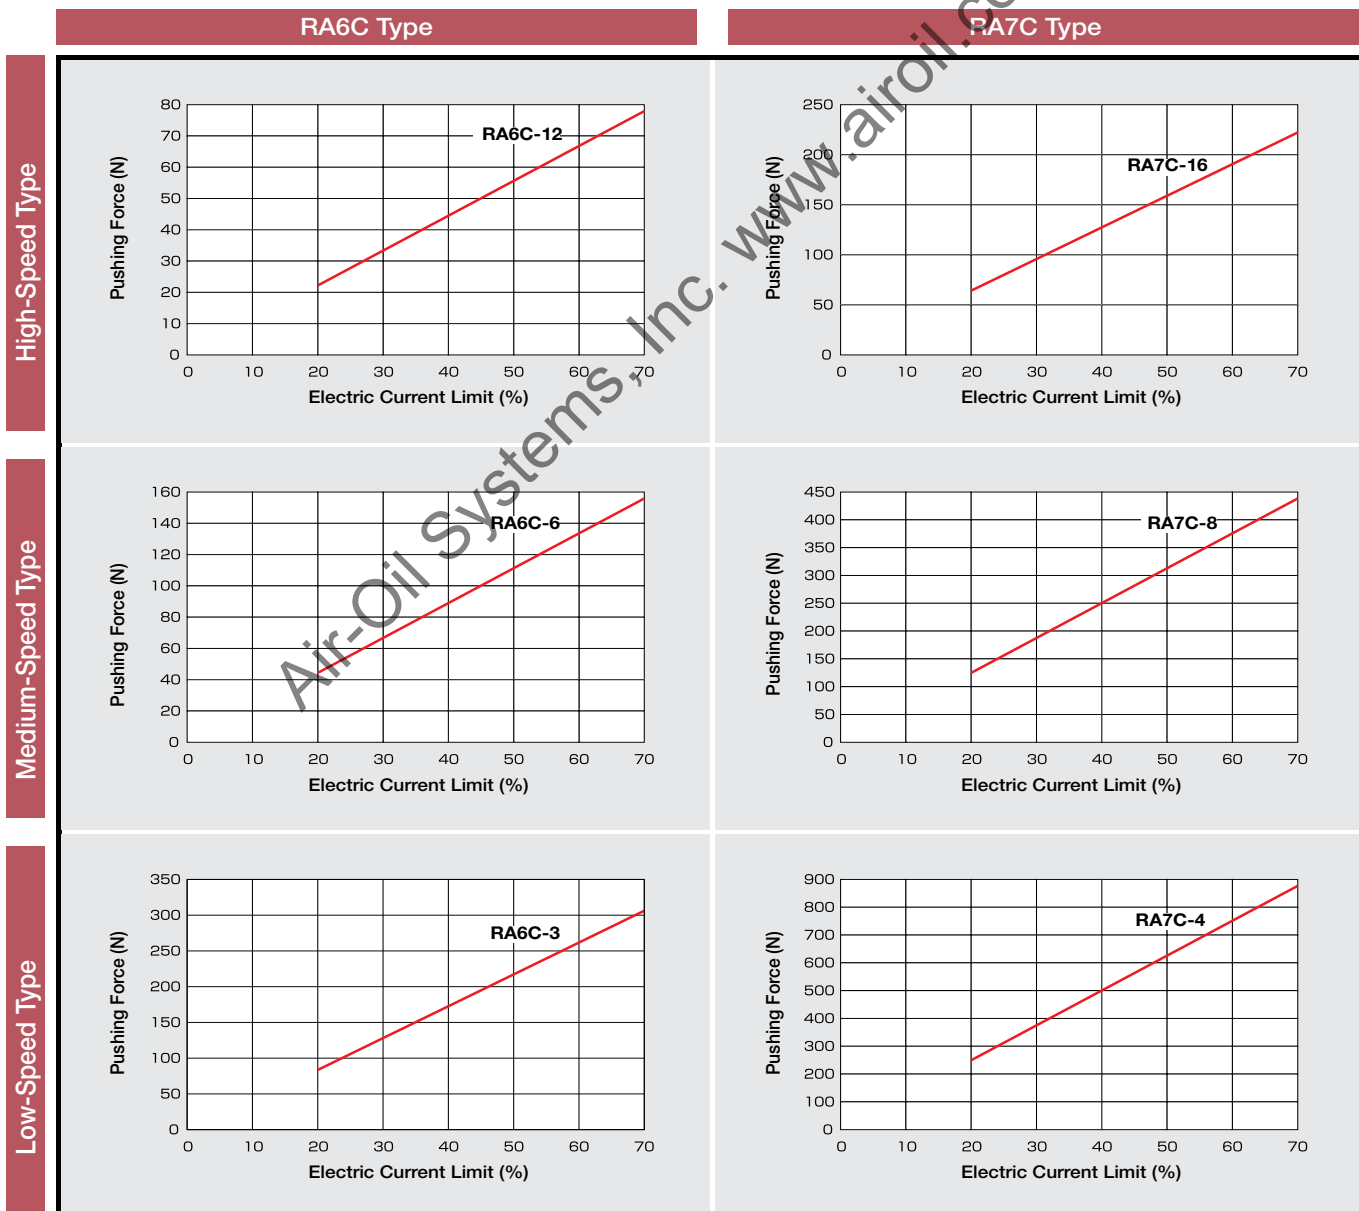 RA6C Type
RA7C Type
High-Speed Type
Pushing Force (N)
80
70
60
50
40
30
20
10
0
RA6C-12
0 10 20 30 40 50 60 70
Electric Current Limit (%)
Pushing Force (N)
250
200
150
100
50
0
RA7C-16
0 10 20 30 40 50 60 70
Electric Current Limit (%)
Medium-Speed Type
Pushing Force (N)
160
140
120
100
80
60
40
20
0
RA6C-6
0 10 20 30 40 50 60 70
Electric Current Limit (%)
Pushing Force (N)
450
400
350
300
250
200
150
100
50
0
RA7C-8
0 10 20 30 40 50 60 70
Electric Current Limit (%)
Low-Speed Type
Pushing Force (N)
350
300
250
200
150
100
50
0
RA6C-3
0 10 20 30 40 50 60 70
Electric Current Limit (%)
Pushing Force (N)
900
800
700
600
500
400
300
200
100
0
RA7C-4
0 10 20 30 40 50 60 70
Electric Current Limit (%)
Air-Oil Systems, Inc. www.airoil.co